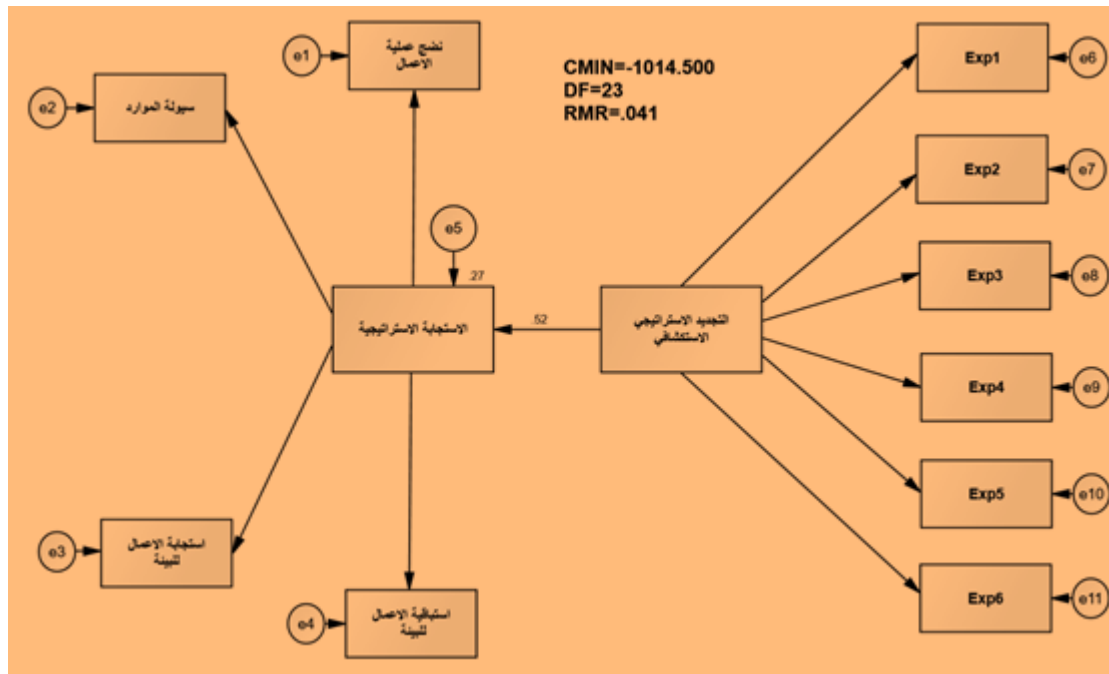 e1
نضج عملية
الاعمال
CMIN=-1014.500
DF=23
RMR=.041
Exp1
e6
e2
سيولة الموارد
Exp2
e7
e5
.27
Exp3
e8
الاستجابة الاستراتيجية
.52
التجديد الاستراتيجي
الاستكشافي
Exp4
e9
Exp5
e10
e3
استجابة الاعمال
للبيئة
e4
استباقية الاعمال
للبيئة
Exp6
e11